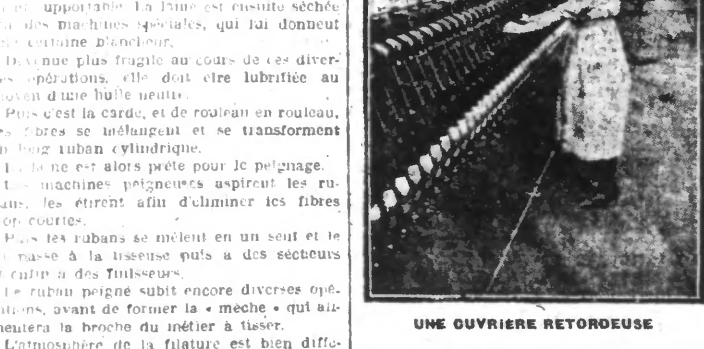 upportable. La laine est ensuite séchée
des machines spéciales, qui lui donnent
certaine blancheur.
Devenue plus fragile au cours de ces diver-
opérations, elle doit être lubrifiée au
moyen d'une huile neutre.
Puis c'est la carde, et de rouleau en rouleau,
fibres se mélangent et se transforment
long ruban cylindrique.
La laine est alors prête pour le peignage.
Les machines peigneuses aspirent les ru-
bans, les étirent afin d'éliminer les fibres
courtes.
Puis les rubans se mêlent en un seul et le
passe à la lisseuse puis a des sécheurs
enfin a des finisseurs.
Le ruban peigné subit encore diverses opé-
rations, avant de former la « mèche » qui ali-
mentera la broche du métier à tisser.
L'atmosphère de la filature est bien diffé-
UNE OUVRIÈRE RETORDEUSE